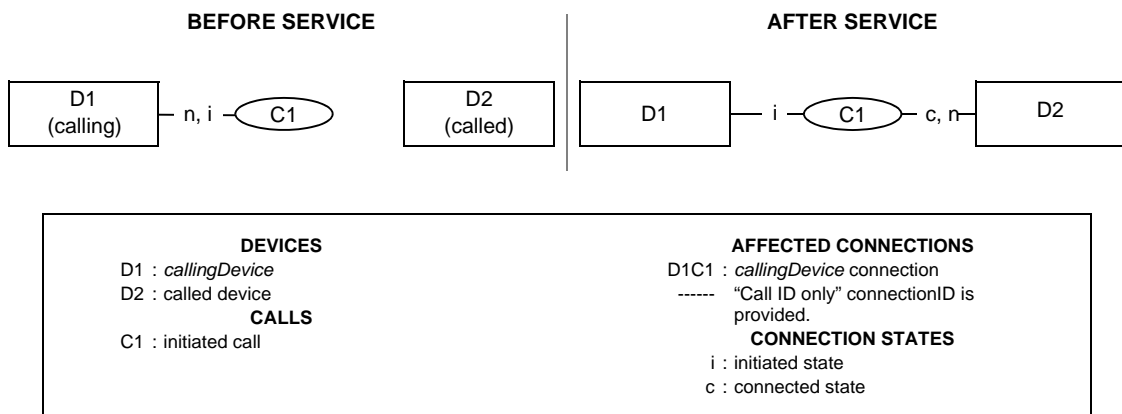 BEFORE SERVICE
AFTER SERVICE
D1
(calling)
n, i
C1
D2
(called)
D1
i
C1
c, n
D2
DEVICES
D1 : callingDevice
D2 : called device
CALLS
C1 : initiated call
AFFECTED CONNECTIONS
D1C1 : callingDevice connection
------ “Call ID only” connectionID is
provided.
CONNECTION STATES
i : initiated state
c : connected state